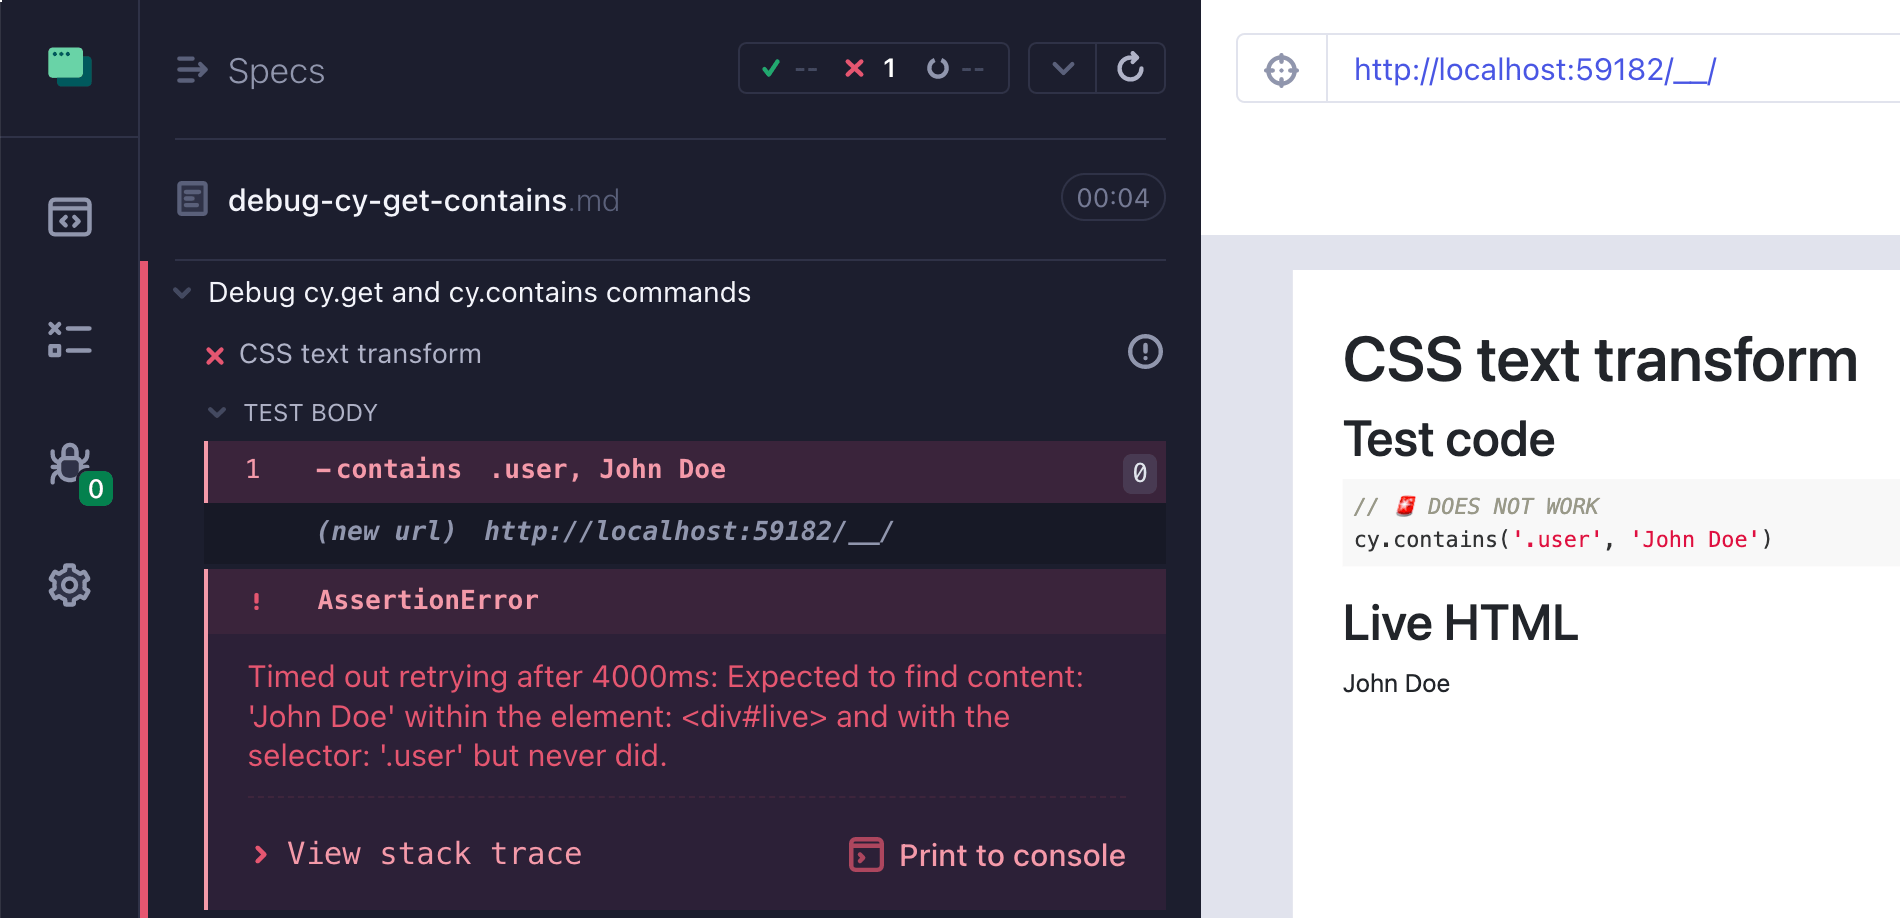 Specs
-- 1 --
debug-cy-get-contains.md
00:04
Debug cy.get and cy.contains commands
CSS text transform
TEST BODY
1 -contains .user, John Doe 0
(new url) http://localhost:59182/__/
! AssertionError
Timed out retrying after 4000ms: Expected to find content:
'John Doe' within the element: <div#live> and with the
selector: '.user' but never did.
View stack trace
Print to console
0
http://localhost:59182/__/
CSS text transform
Test code
// 🚨 DOES NOT WORK
cy.contains('.user', 'John Doe')
Live HTML
John Doe